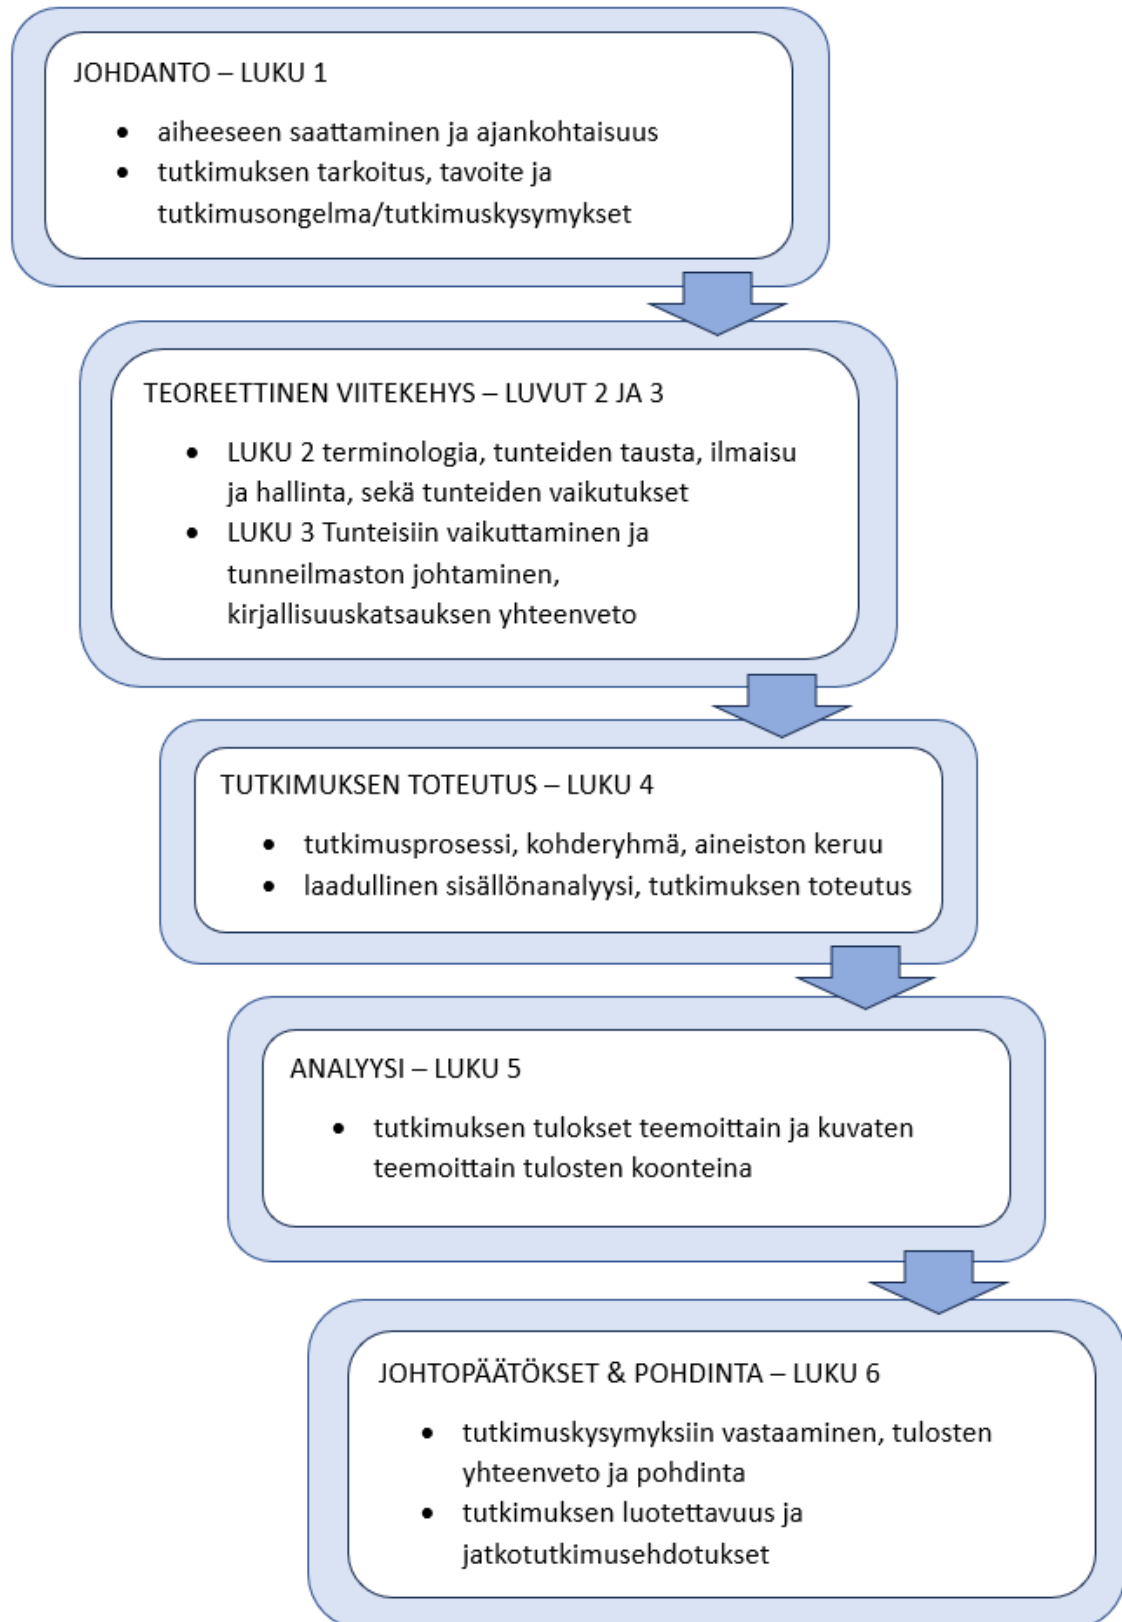 JOHDANTO – LUKU 1
• aiheeseen saattaminen ja ajankohtaisuus
• tutkimuksen tarkoitus, tavoite ja
tutkimusongelma/tutkimuskysymykset
TEOREETTINEN VIITEKEHYS – LUVUT 2 JA 3
• LUKU 2 terminologia, tunteiden tausta, ilmaisu
ja hallinta, sekä tunteiden vaikutukset
• LUKU 3 Tunteisiin vaikuttaminen ja
tunneilmaston johtaminen,
kirjallisuuskatsauksen yhteenveto
TUTKIMUKSEN TOTEUTUS – LUKU 4
• tutkimusprosessi, kohderyhmä, aineiston keruu
• laadullinen sisällönanalyysi, tutkimuksen toteutus
ANALYYSI – LUKU 5
• tutkimuksen tulokset teemoittain ja kuvaten
teemoittain tulosten koonteina
JOHTOPÄÄTÖKSET & POHDINTA – LUKU 6
• tutkimuskysymyksiin vastaaminen, tulosten
yhteenveto ja pohdinta
• tutkimuksen luotettavuus ja
jatkotutkimusehdotukset